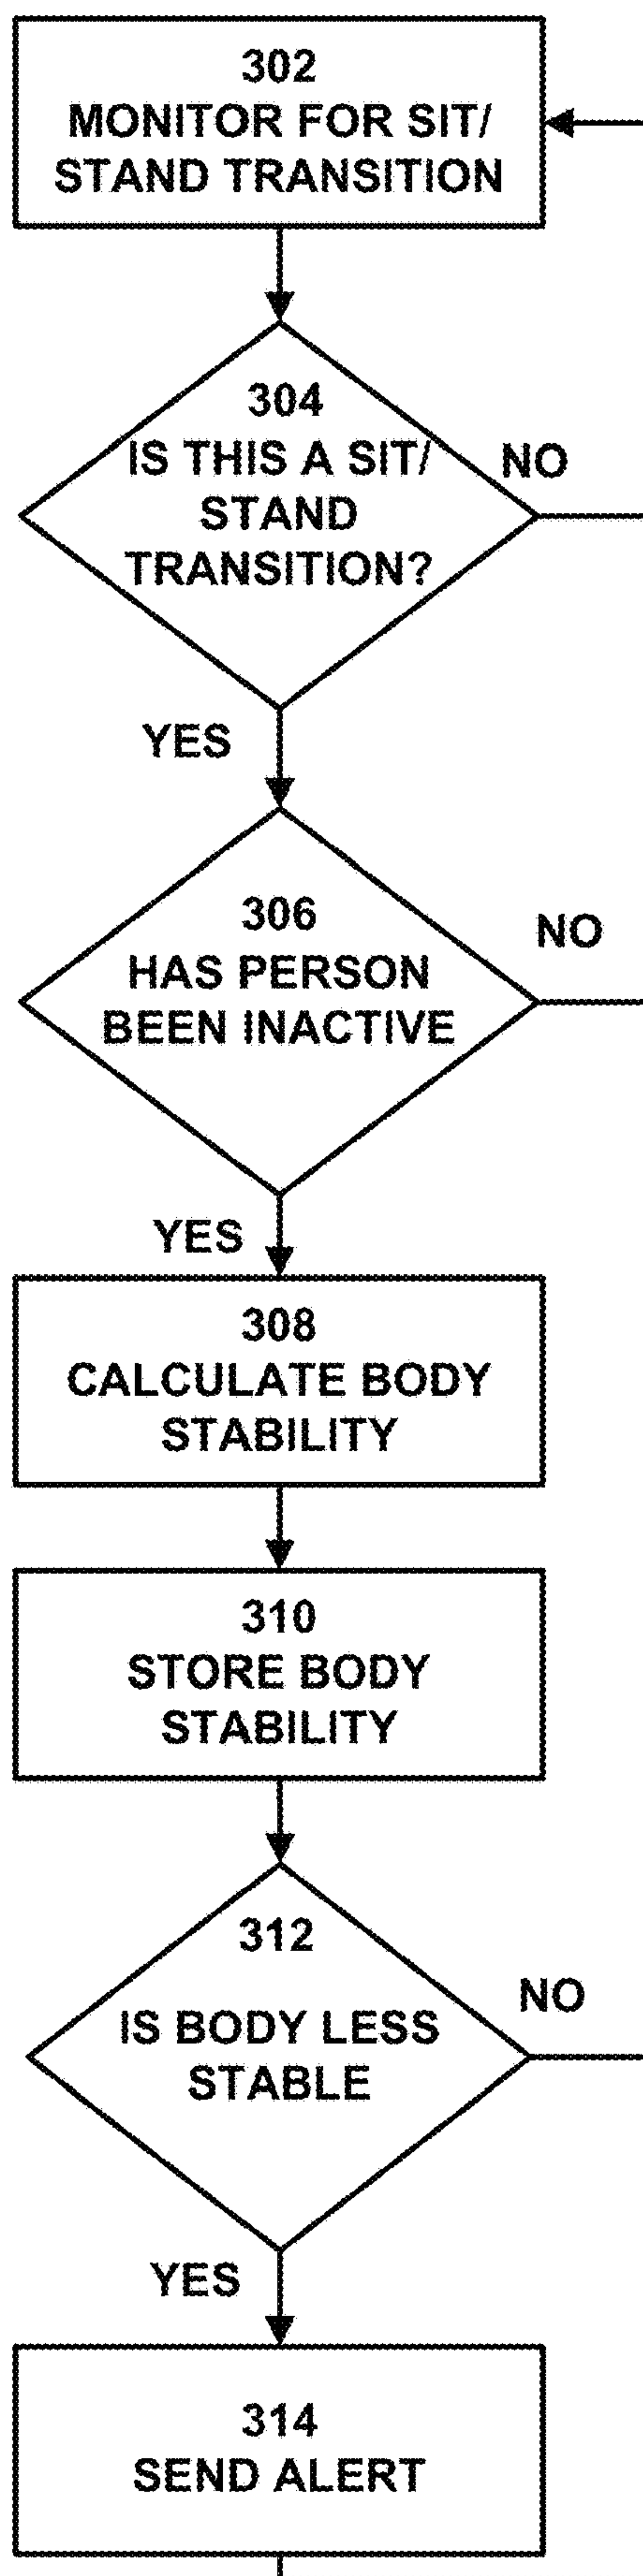 302
MONITOR FOR SIT/
STAND TRANSITION
304
IS THIS A SIT/
STAND
TRANSITION?
NO
YES
306
HAS PERSON
BEEN INACTIVE
NO
YES
308
CALCULATE BODY
STABILITY
310
STORE BODY
STABILITY
312
IS BODY LESS
STABLE
NO
YES
314
SEND ALERT